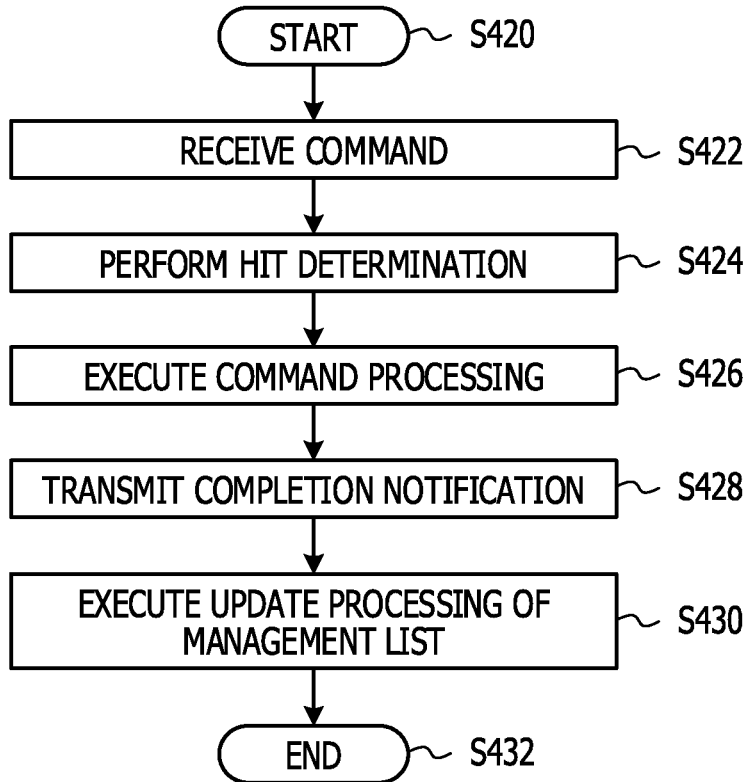 START S420
RECEIVE COMMAND S422
PERFORM HIT DETERMINATION S424
EXECUTE COMMAND PROCESSING S426
TRANSMIT COMPLETION NOTIFICATION S428
EXECUTE UPDATE PROCESSING OF
MANAGEMENT LIST S430
END S432